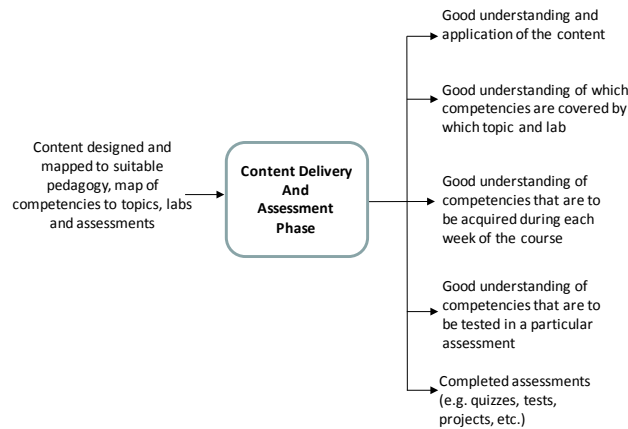 Content designed and
mapped to suitable
pedagogy, map of
competencies to topics, labs
and assessments
Content Delivery
And
Assessment
Phase
Good understanding and
application of the content
Good understanding of which
competencies are covered by
which topic and lab
Good understanding of
competencies that are to
be acquired during each
week of the course
Good understanding of
competencies that are to
be tested in a particular
assessment
Completed assessments
(e.g. quizzes, tests,
projects, etc.)